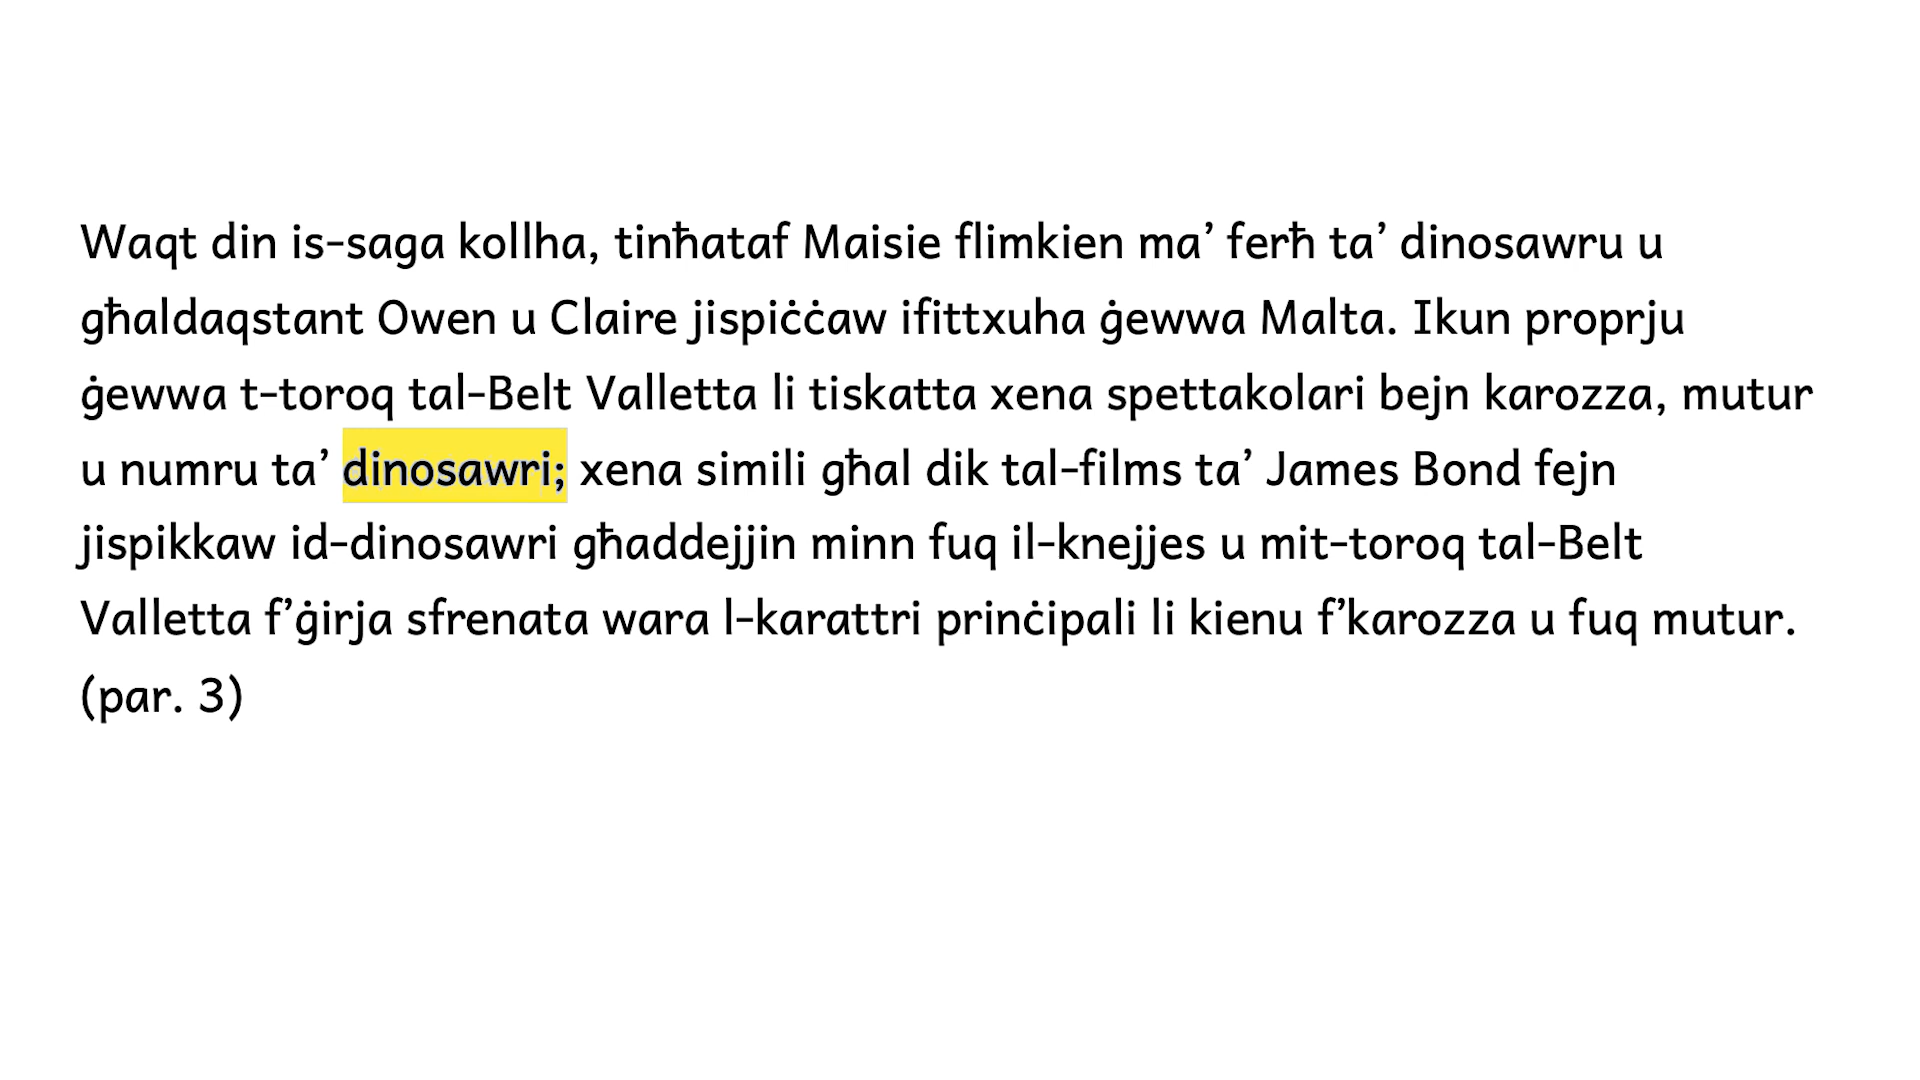 Waqt din is-saga kollha, tinħataf Maisie flimkien ma’ ferħ ta’ dinosawru u
għaldaqstant Owen u Claire jispiċċaw ifittxuha ġewwa Malta. Ikun proprju
ġewwa t-toroq tal-Belt Valletta li tiskatta xena spettakolari bejn karozza, mutur
u numru ta’ dinosawri; xena simili għal dik tal-films ta’ James Bond fejn
jispikkaw id-dinosawri għaddejjin minn fuq il-knejjes u mit-toroq tal-Belt
Valletta f’ġirja sfrenata wara l-karattri prinċipali li kienu f’karozza u fuq mutur.
(par. 3)